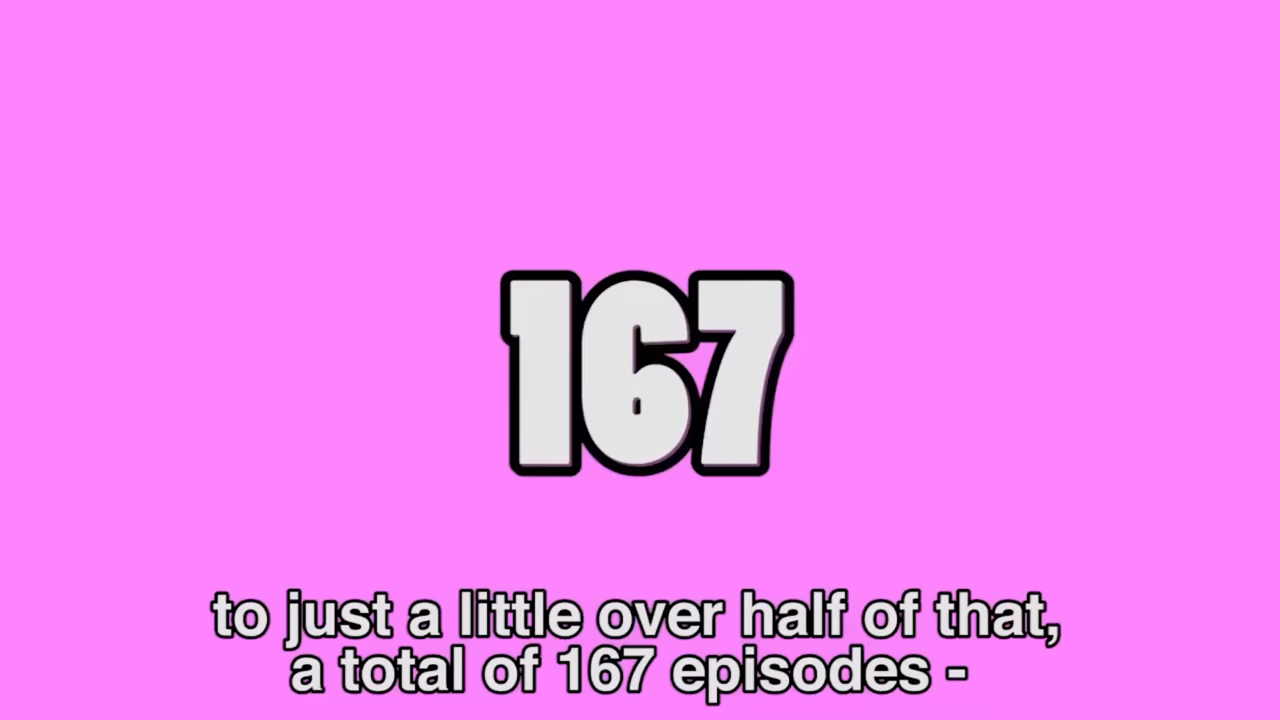 167
to just a little over half of that,
a total of 167 episodes -